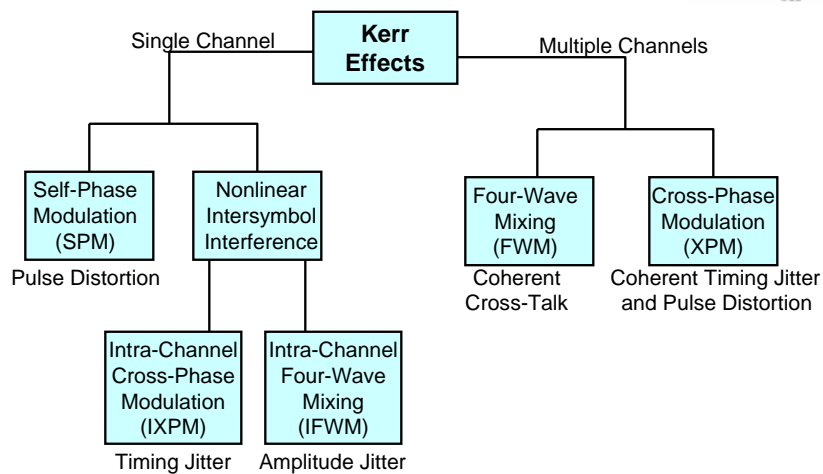 Kerr
Effects
Single Channel
Multiple Channels
Self-Phase
Modulation
(SPM)
Pulse Distortion
Nonlinear
Intersymbol
Interference
Four-Wave
Mixing
(FWM)
Coherent
Cross-Talk
Cross-Phase
Modulation
(XPM)
Coherent Timing Jitter
and Pulse Distortion
Intra-Channel
Cross-Phase
Modulation
(IXPM)
Timing Jitter
Intra-Channel
Four-Wave
Mixing
(IFWM)
Amplitude Jitter